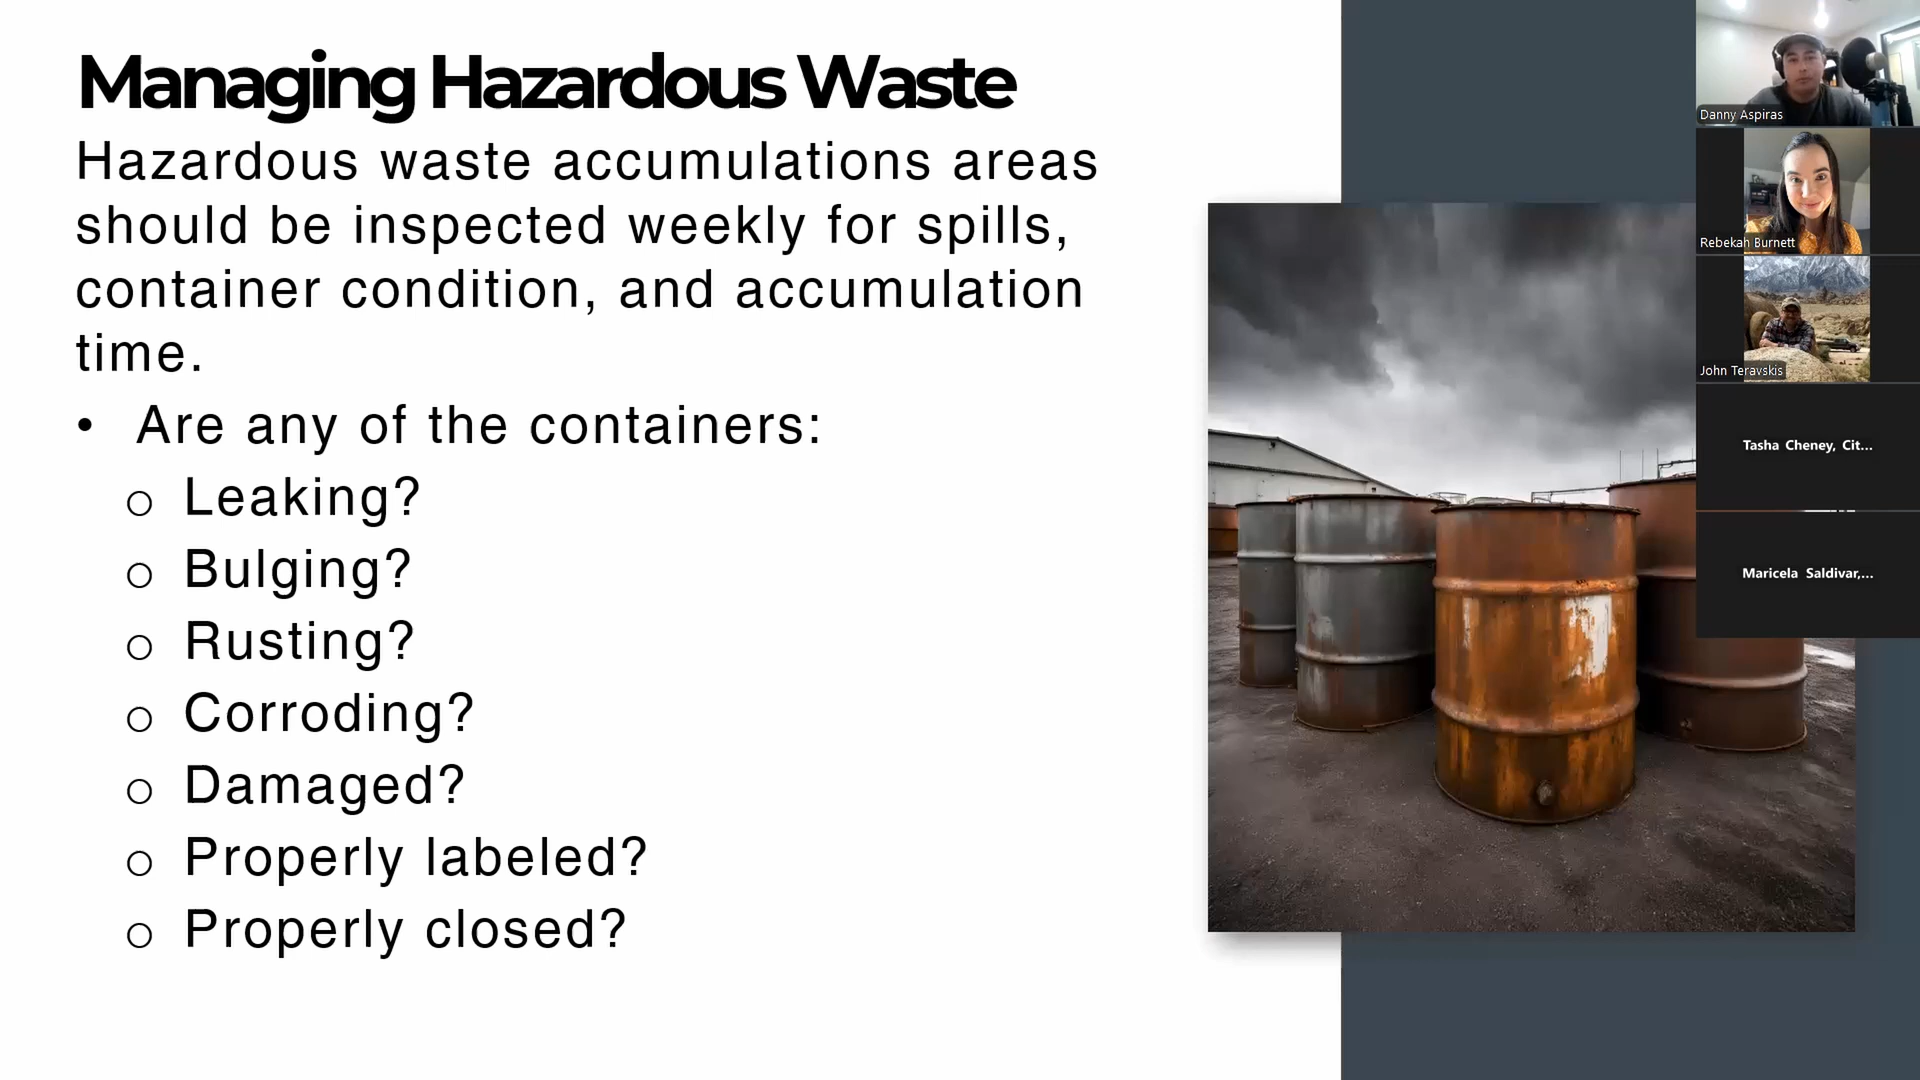 Managing Hazardous Waste
Hazardous waste accumulations areas
should be inspected weekly for spills,
container condition, and accumulation
time.
• Are any of the containers:
o Leaking?
o Bulging?
o Rusting?
o Corroding?
o Damaged?
o Properly labeled?
o Properly closed?
Danny Aspiras
Rebekah Burnett
John Teravskis
Tasha Cheney, Cit...
Maricela Saldivar,...